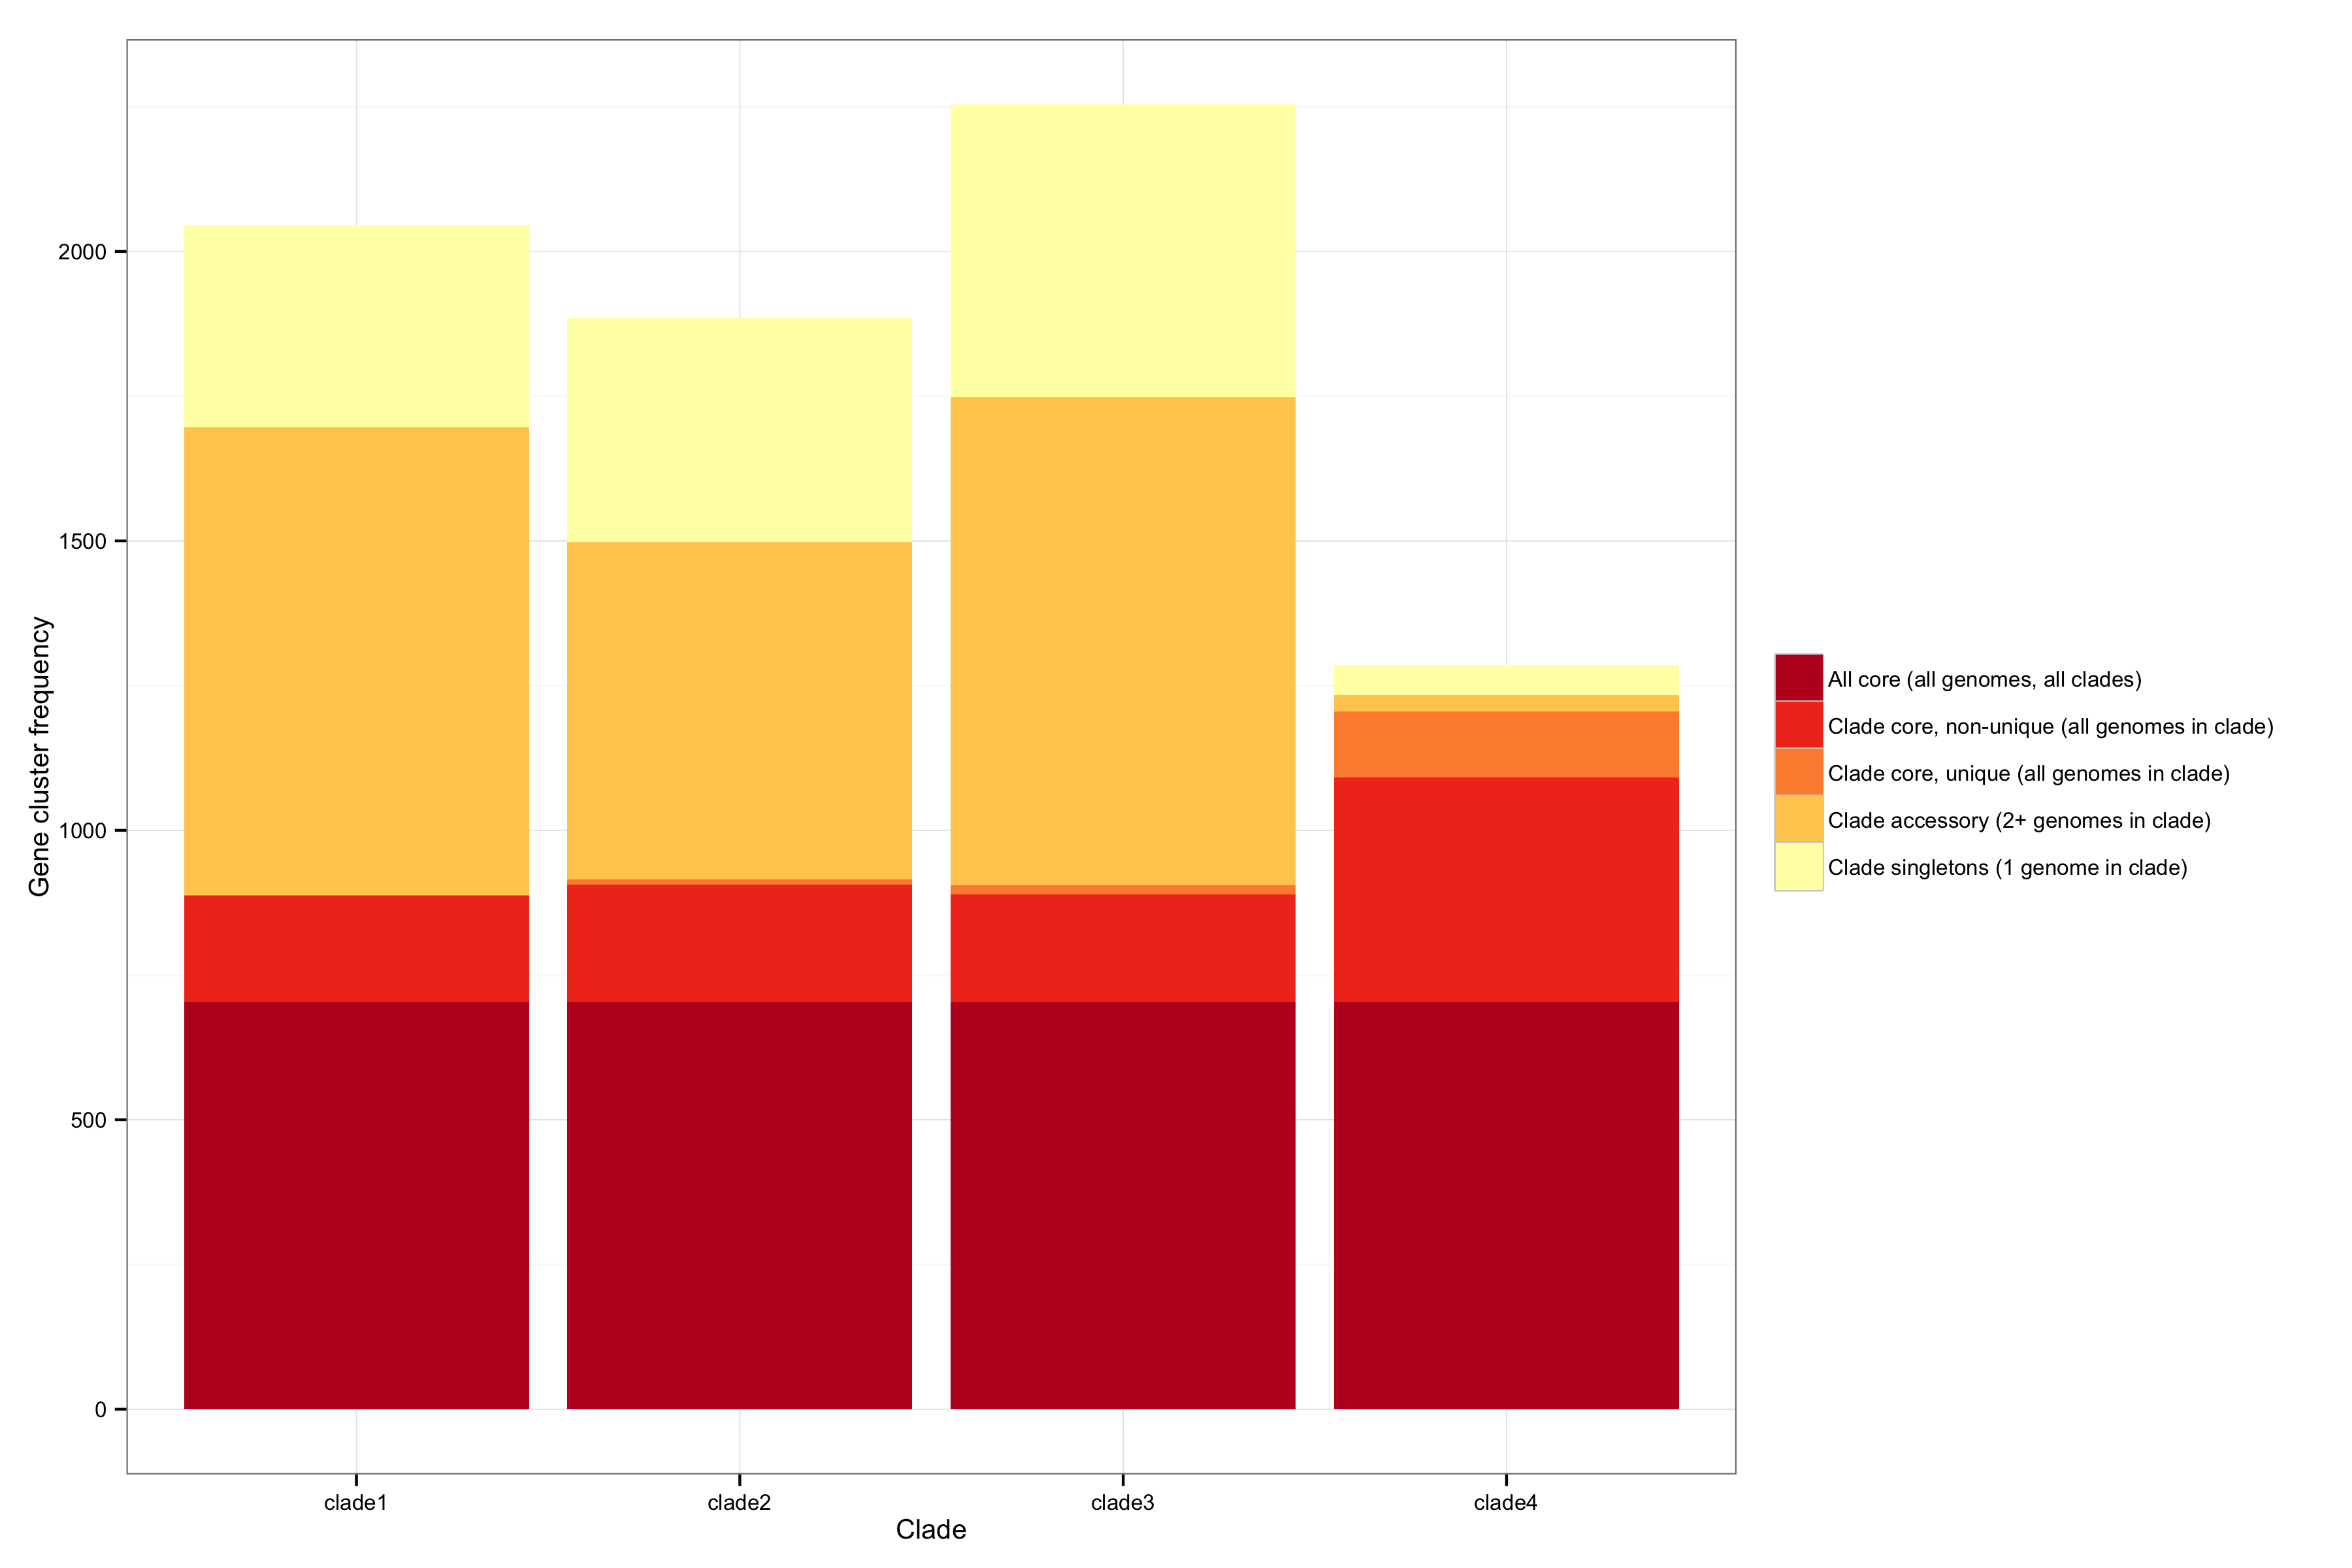 Gene cluster frequency
2000
1500
1000
500
0
clade1
clade2
clade3
clade4
Clade
All core (all genomes, all clades)
Clade core, non-unique (all genomes in clade)
Clade core, unique (all genomes in clade)
Clade accessory (2+ genomes in clade)
Clade singletons (1 genome in clade)